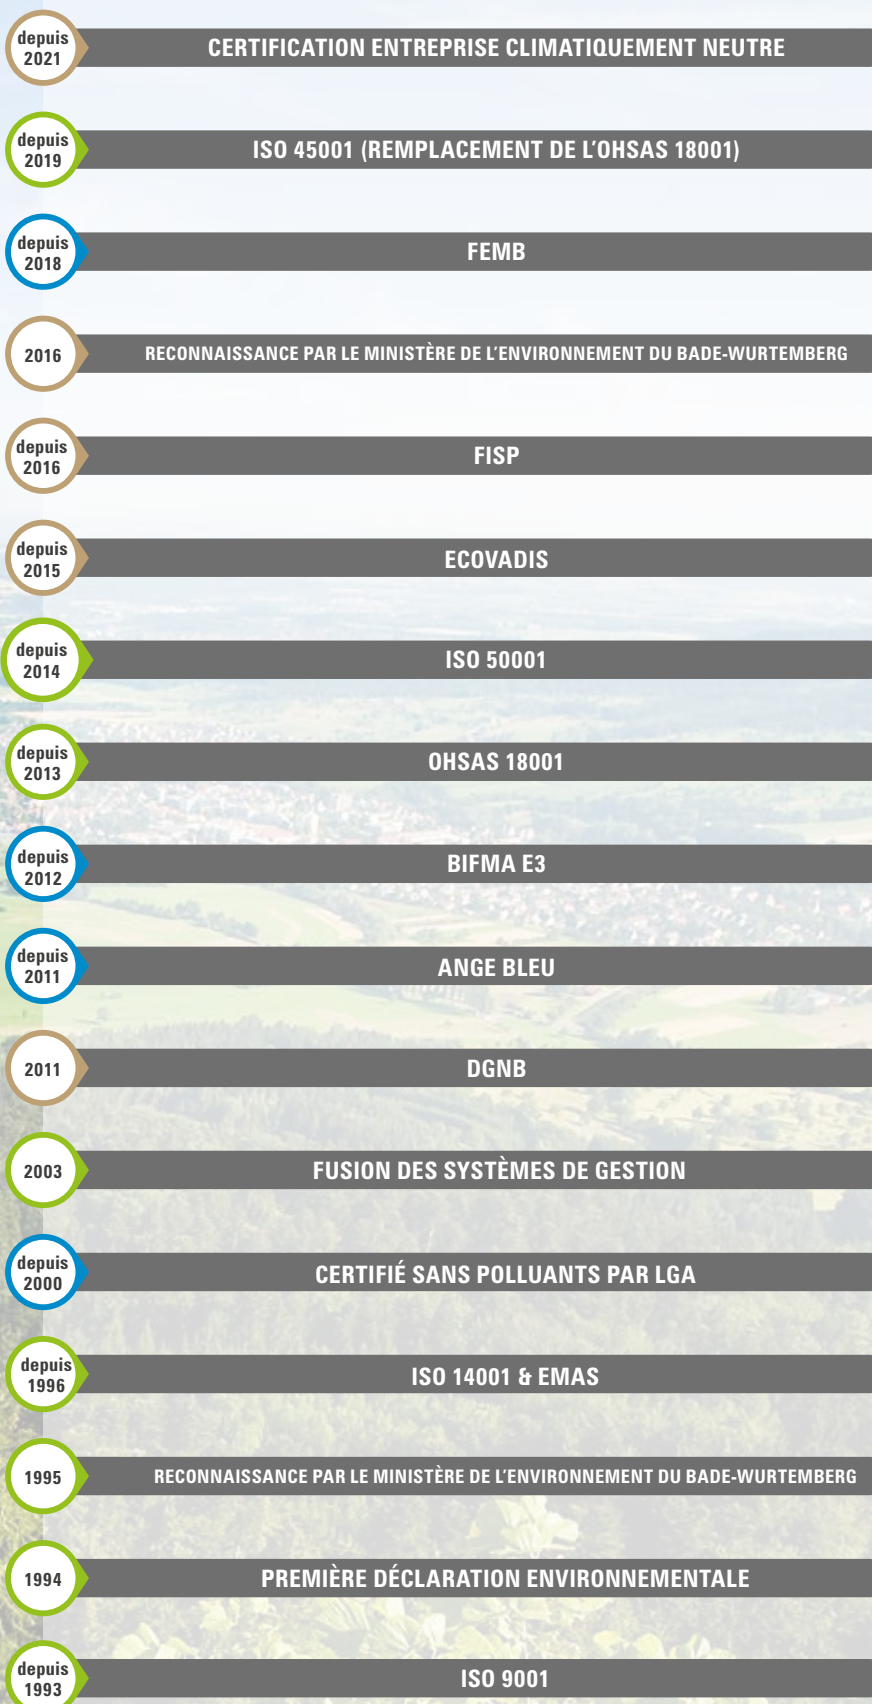 depuis
2021
CERTIFICATION ENTREPRISE CLIMATIQUEMENT NEUTRE
depuis
2019
ISO 45001 (REMPLACEMENT DE L'OHSAS 18001)
depuis
2018
FEMB
2016
RECONNAISSANCE PAR LE MINISTÈRE DE L'ENVIRONNEMENT DU BADE-WURTEMBERG
depuis
2016
FISP
depuis
2015
ECOVADIS
depuis
2014
ISO 50001
depuis
2013
OHSAS 18001
depuis
2012
BIFMA E3
depuis
2011
ANGE BLEU
2011
DGNB
2003
FUSION DES SYSTÈMES DE GESTION
depuis
2000
CERTIFIÉ SANS POLLUANTS PAR LGA
depuis
1996
ISO 14001 & EMAS
1995
RECONNAISSANCE PAR LE MINISTÈRE DE L'ENVIRONNEMENT DU BADE-WURTEMBERG
1994
PREMIÈRE DÉCLARATION ENVIRONNEMENTALE
depuis
1993
ISO 9001